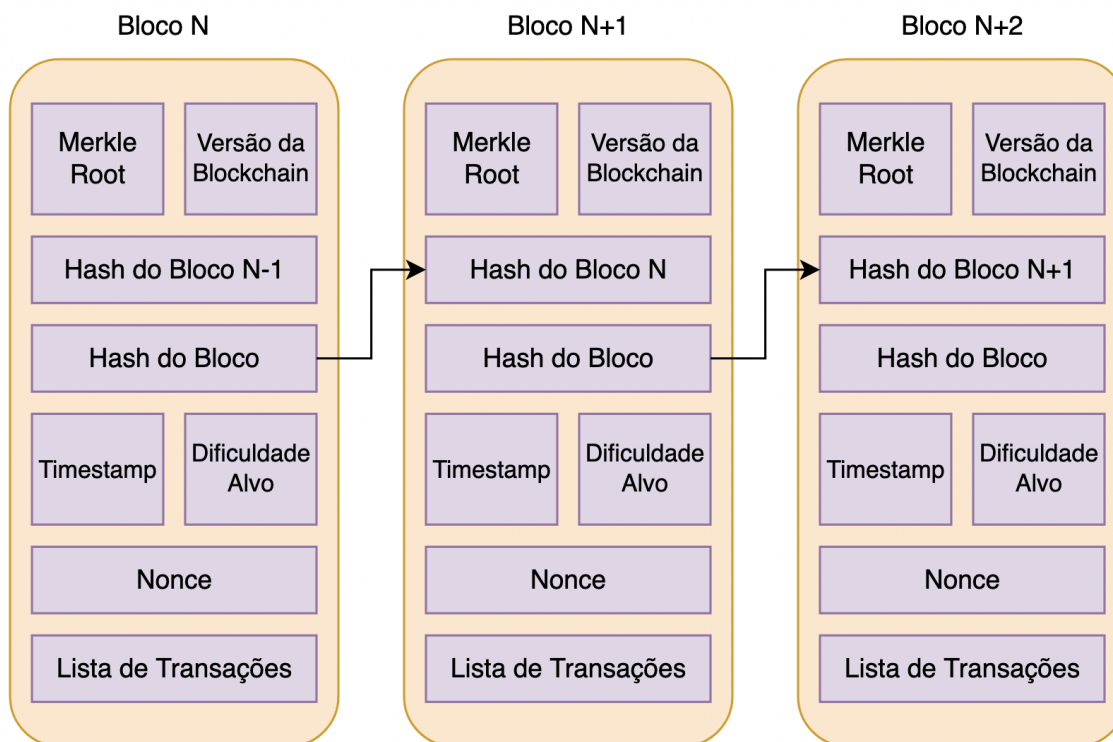 Bloco N
Merkle
Root
Versão da
Blockchain
Hash do Bloco N-1
Hash do Bloco
Timestamp
Dificuldade
Alvo
Nonce
Lista de Transações
Bloco N+1
Merkle
Root
Versão da
Blockchain
Hash do Bloco N
Hash do Bloco
Timestamp
Dificuldade
Alvo
Nonce
Lista de Transações
Bloco N+2
Merkle
Root
Versão da
Blockchain
Hash do Bloco N+1
Hash do Bloco
Timestamp
Dificuldade
Alvo
Nonce
Lista de Transações